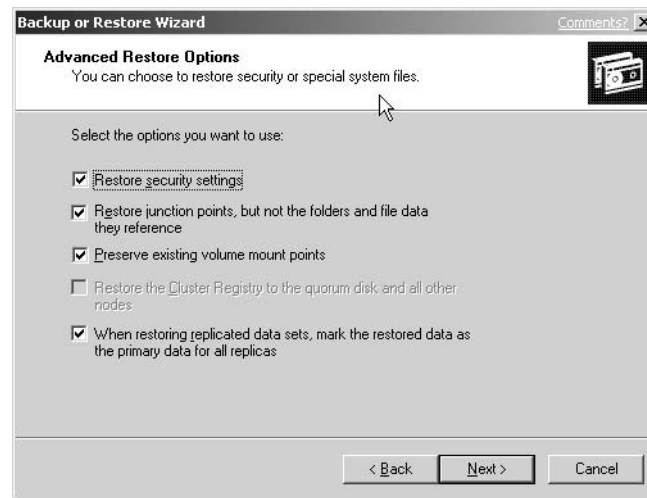 Backup or Restore Wizard
Comments?
Advanced Restore Options
You can choose to restore security or special system files.
Select the options you want to use:
Restore security settings
Restore junction points, but not the folders and file data
they reference
Preserve existing volume mount points
Restore the Cluster Registry to the quorum disk and all other
nodes
When restoring replicated data sets, mark the restored data as
the primary data for all replicas
< Back
Next >
Cancel